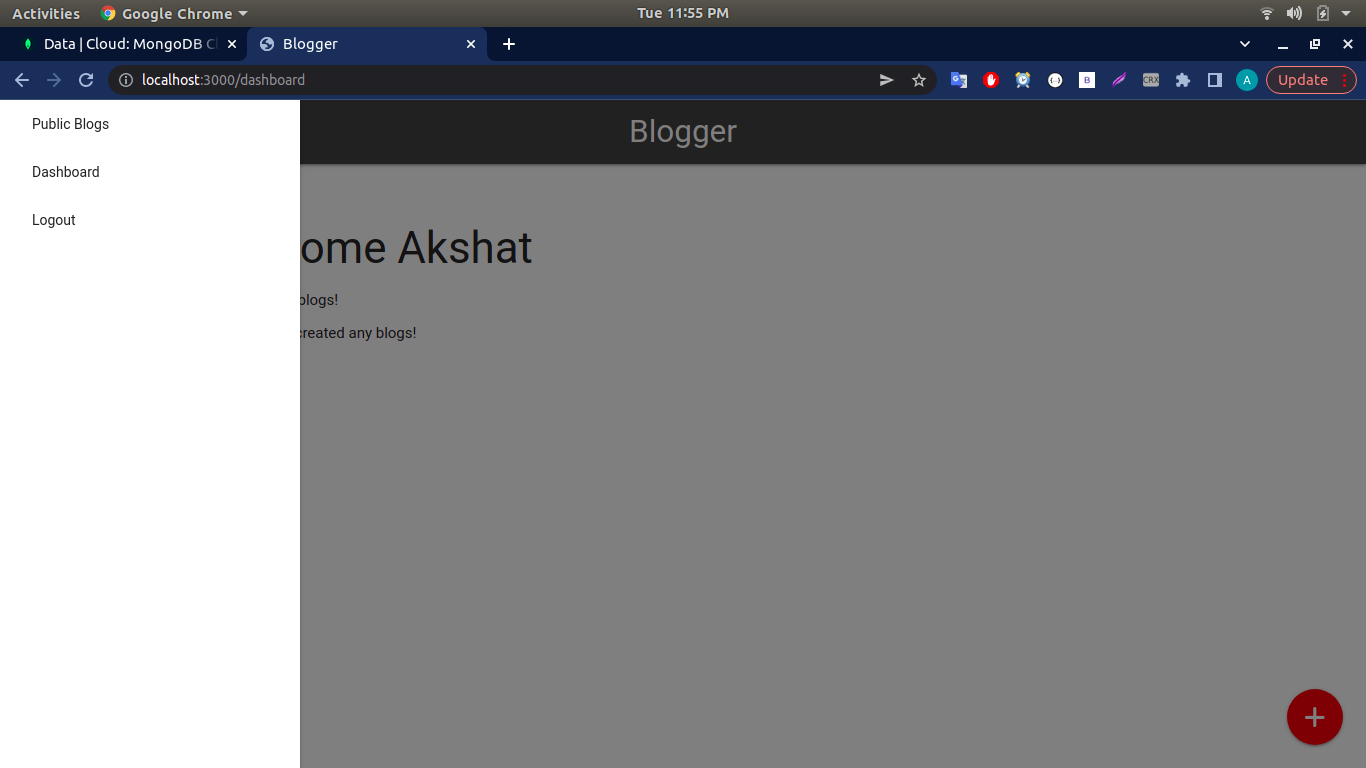 Activities Google Chrome Tue 11:55 PM
Data | Cloud: MongoDB Blogger
localhost:3000/dashboard B CRX A Update
Public Blogs
Blogger
Dashboard
Logout
ome Akshat
blogs!
created any blogs!